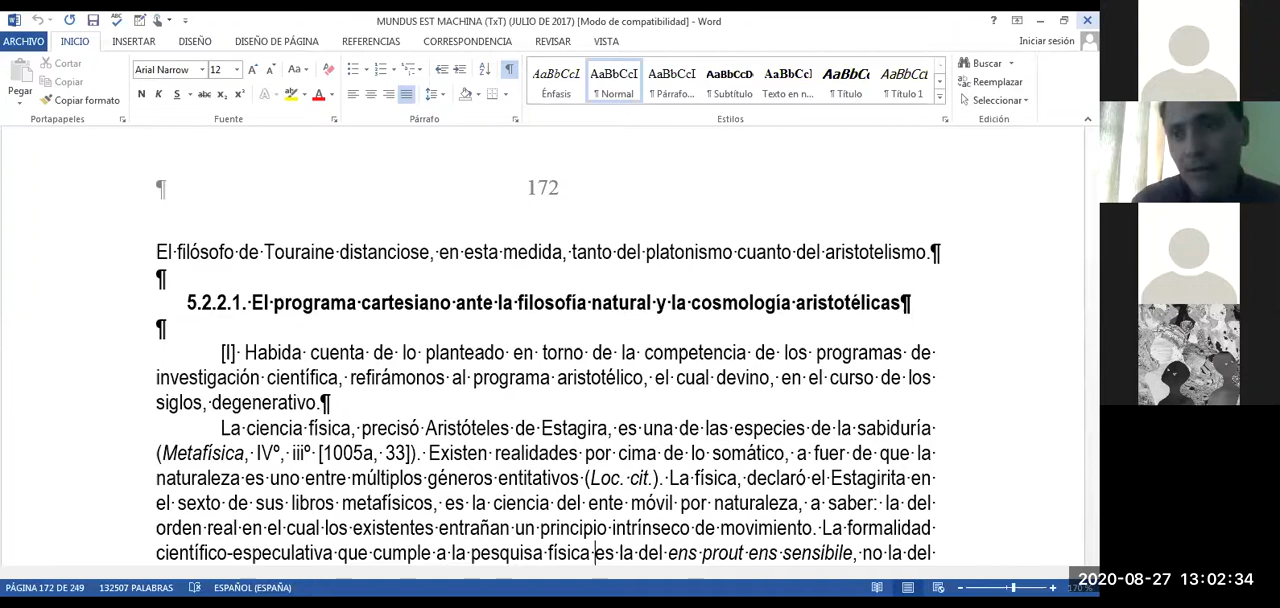 MUNDUS EST MACHINA (TxT) (JULIO DE 2017) [Modo de compatibilidad] - Word
ARCHIVO INICIO INSERTAR DISEÑO DISEÑO DE PÁGINA REFERENCIAS CORRESPONDENCIA REVISAR VISTA Iniciar sesión
Pegar
Cortar
Copiar
Copiar formato
Portapapeles
Arial Narrow 12
N K S abc x₂ x²
Fuente
Párrafo
AaBbCcI AaBbCcI AaBbCcI AaBbCcD AaBbCcI AaBbC AaBbCcI
Énfasis ¶ Normal ¶ Párrafo... ¶ Subtítulo Texto en n... ¶ Título ¶ Título 1
Estilos
Buscar
Reemplazar
Seleccionar
Edición
¶ 172
El·filósofo·de·Touraine·distanciose,·en·esta·medida,·tanto·del·platonismo·cuanto·del·aristotelismo.¶
¶
5.2.2.1.·El·programa·cartesiano·ante·la·filosofía·natural·y·la·cosmología·aristotélicas¶
¶
[I]·Habida·cuenta·de·lo·planteado·en·torno·de·la·competencia·de·los·programas·de·
investigación·científica,·refirámonos·al·programa·aristotélico,·el·cual·devino,·en·el·curso·de·los·
siglos,·degenerativo.¶
La·ciencia·física,·precisó·Aristóteles·de·Estagira,·es·una·de·las·especies·de·la·sabiduría·
(Metafísica,·IVº,·iiiº·[1005a,·33]).·Existen·realidades·por·cima·de·lo·somático,·a·fuer·de·que·la·
naturaleza·es·uno·entre·múltiples·géneros·entitativos·(Loc.·cit.).·La·física,·declaró·el·Estagirita·en·
el·sexto·de·sus·libros·metafísicos,·es·la·ciencia·del·ente·móvil·por·naturaleza,·a·saber:·la·del·
orden·real·en·el·cual·los·existentes·entrañan·un·principio·intrínseco·de·movimiento.·La·formalidad·
científico-especulativa·que·cumple·a·la·pesquisa·física·es·la·del·ens·prout·ens·sensibile,·no·la·del·
PÁGINA 172 DE 249 132507 PALABRAS ESPAÑOL (ESPAÑA) 170 %
2020-08-27 13:02:34